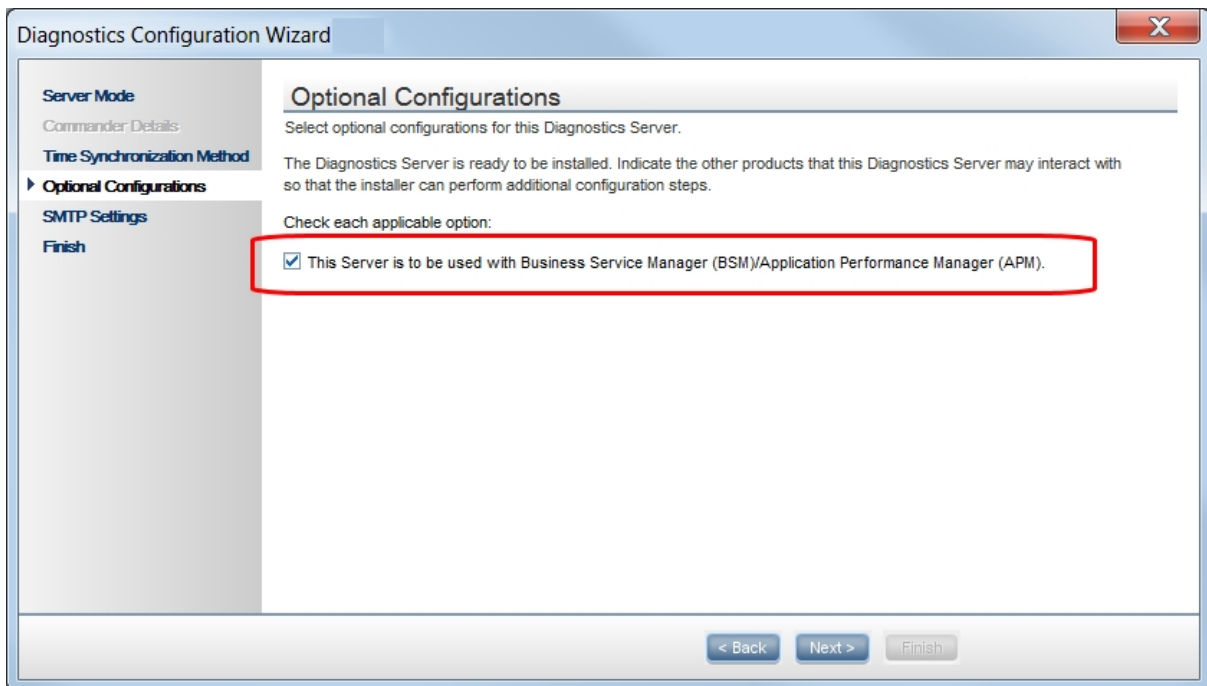 Diagnostics Configuration Wizard
X
Server Mode
Commander Details
Time Synchronization Method
Optional Configurations
SMTP Settings
Finish
Optional Configurations
Select optional configurations for this Diagnostics Server.
The Diagnostics Server is ready to be installed. Indicate the other products that this Diagnostics Server may interact with
so that the installer can perform additional configuration steps.
Check each applicable option:
This Server is to be used with Business Service Manager (BSM)/Application Performance Manager (APM).
< Back
Next >
Finish